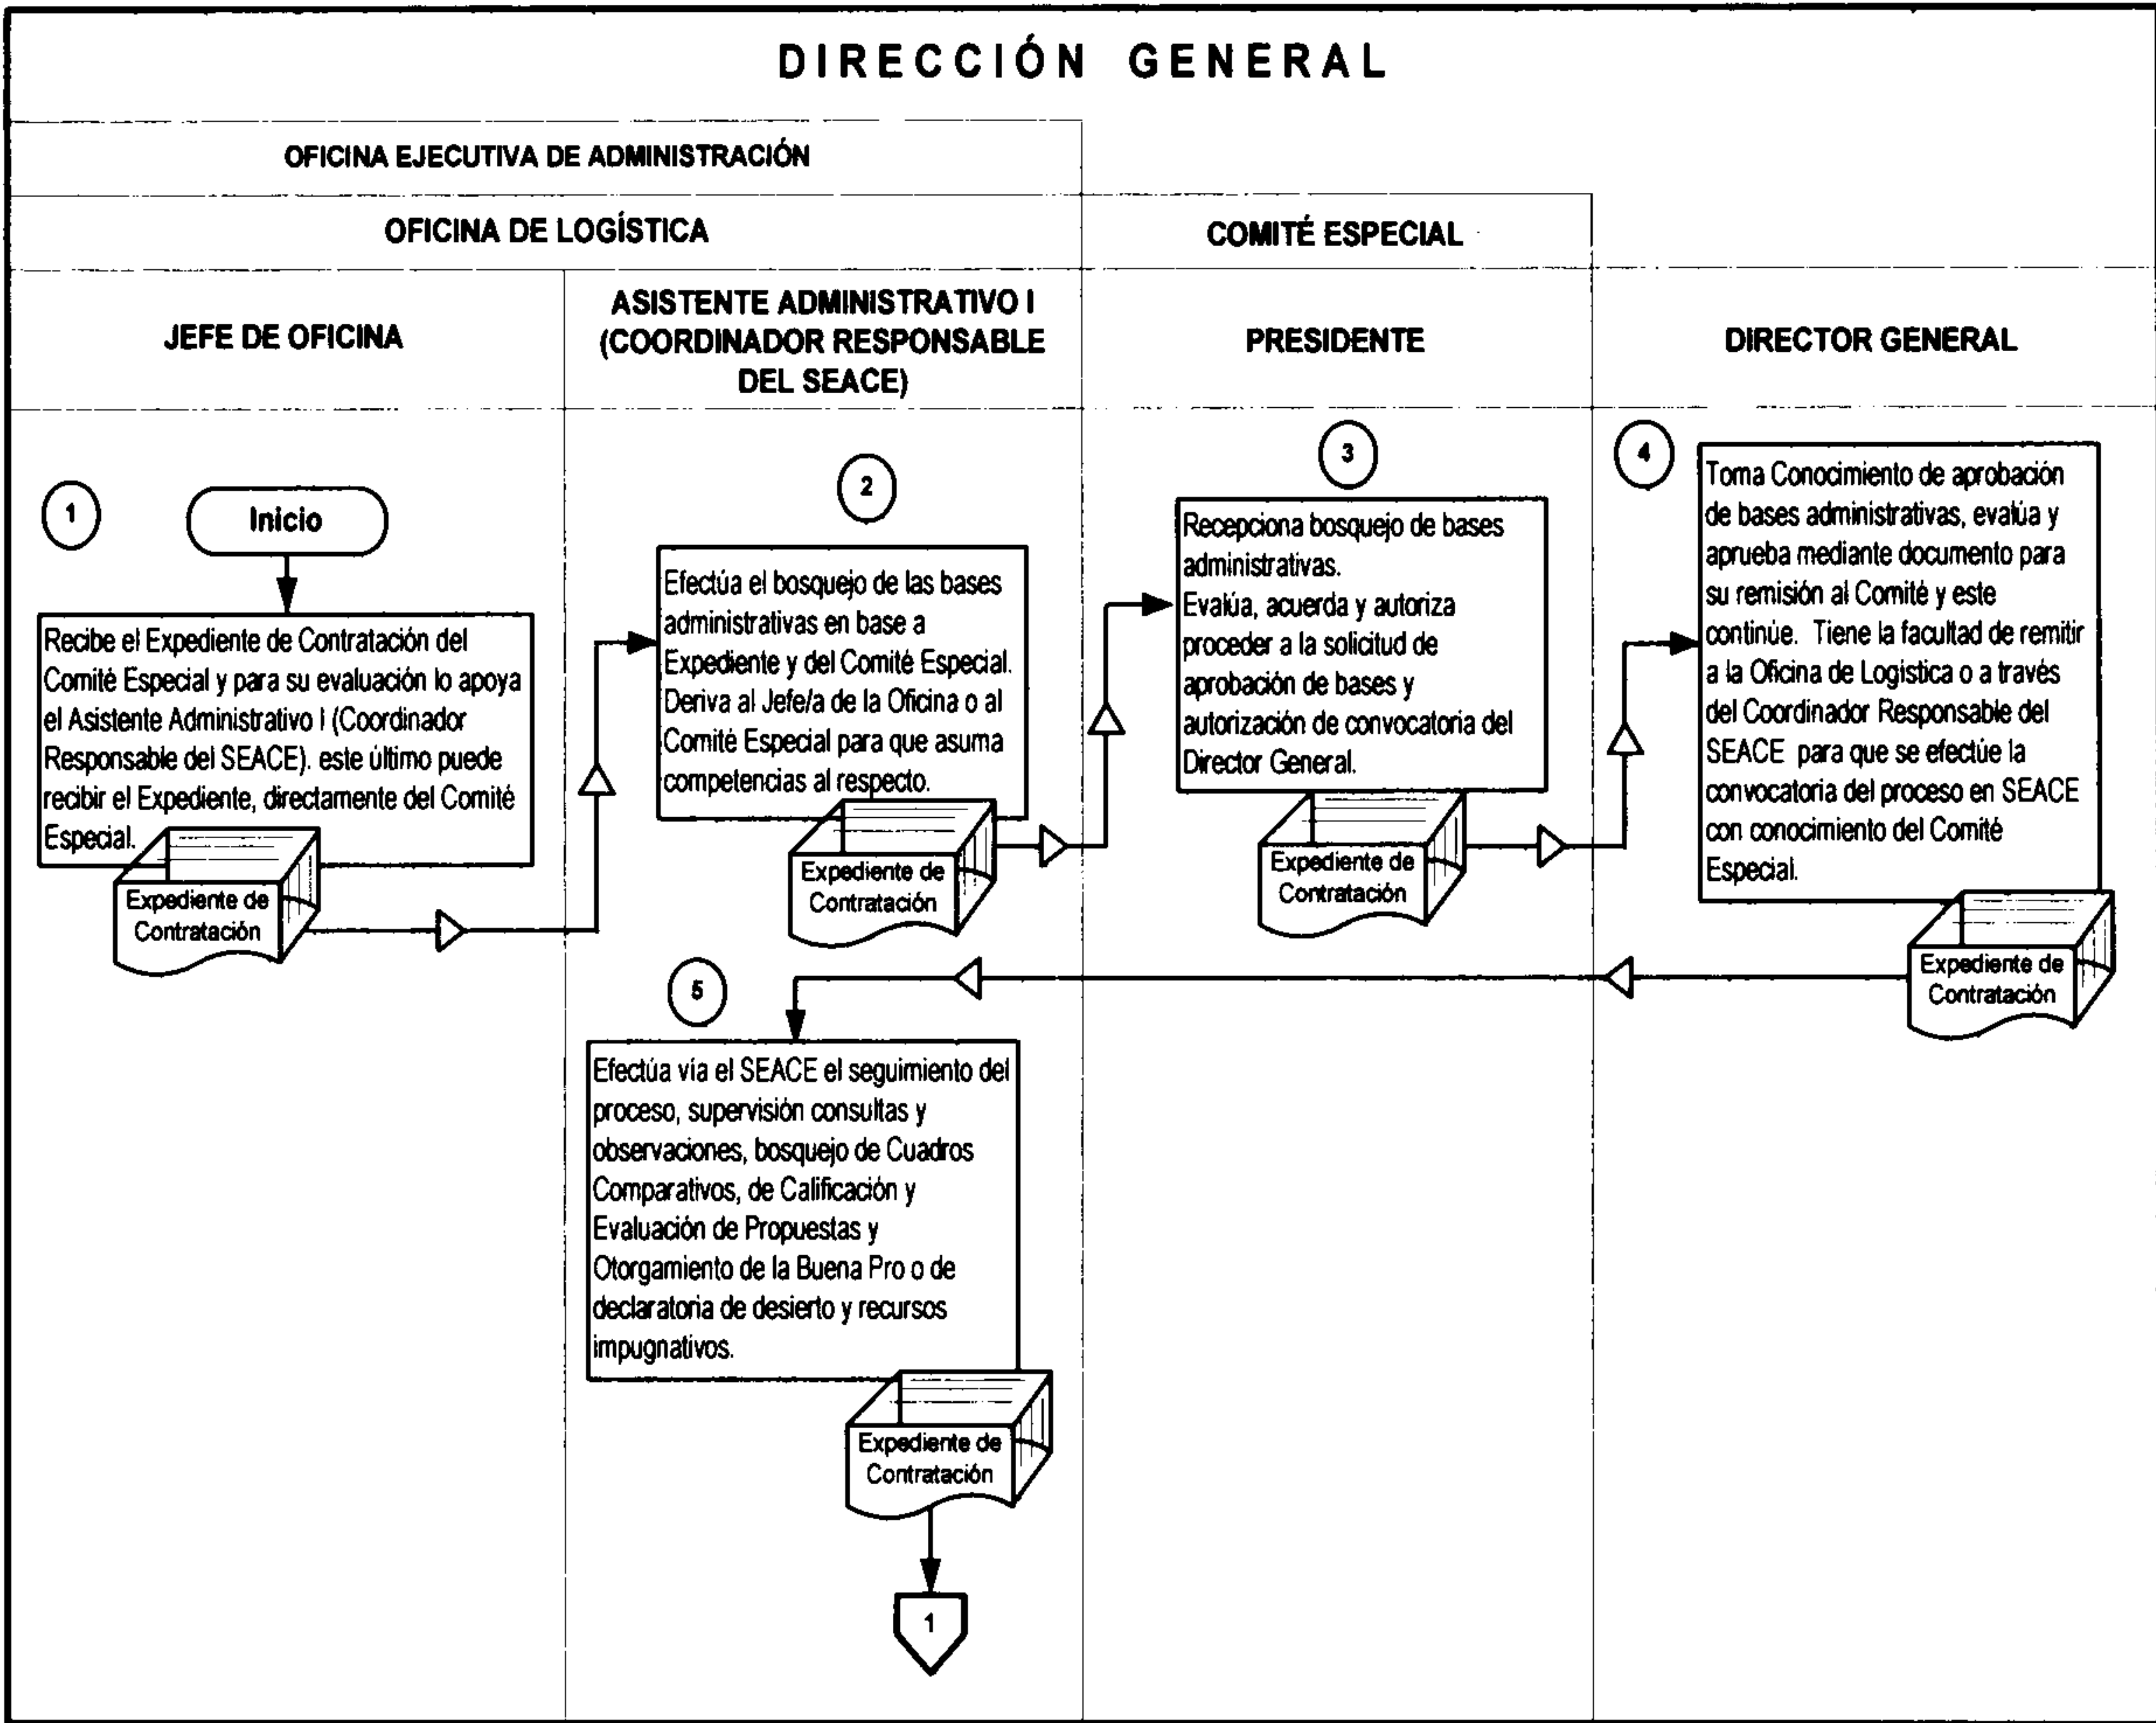 DIRECCIÓN GENERAL
OFICINA EJECUTIVA DE ADMINISTRACIÓN
OFICINA DE LOGÍSTICA
COMITÉ ESPECIAL
JEFE DE OFICINA
ASISTENTE ADMINISTRATIVO I
(COORDINADOR RESPONSABLE
DEL SEACE)
PRESIDENTE
DIRECTOR GENERAL
1
Inicio
Recibe el Expediente de Contratación del
Comité Especial y para su evaluación lo apoya
el Asistente Administrativo I (Coordinador
Responsable del SEACE). este último puede
recibir el Expediente, directamente del Comité
Especial.
Expediente de
Contratación
2
Efectúa el bosquejo de las bases
administrativas en base a
Expediente y del Comité Especial.
Deriva al Jefe/a de la Oficina o al
Comité Especial para que asuma
competencias al respecto.
Expediente de
Contratación
3
Recepciona bosquejo de bases
administrativas.
Evalúa, acuerda y autoriza
proceder a la solicitud de
aprobación de bases y
autorización de convocatoria del
Director General.
Expediente de
Contratación
4
Toma Conocimiento de aprobación
de bases administrativas, evalúa y
aprueba mediante documento para
su remisión al Comité y este
continúe. Tiene la facultad de remitir
a la Oficina de Logística o a través
del Coordinador Responsable del
SEACE para que se efectúe la
convocatoria del proceso en SEACE
con conocimiento del Comité
Especial.
Expediente de
Contratación
5
Efectúa vía el SEACE el seguimiento del
proceso, supervisión consultas y
observaciones, bosquejo de Cuadros
Comparativos, de Calificación y
Evaluación de Propuestas y
Otorgamiento de la Buena Pro o de
declaratoria de desierto y recursos
impugnativos.
Expediente de
Contratación
1